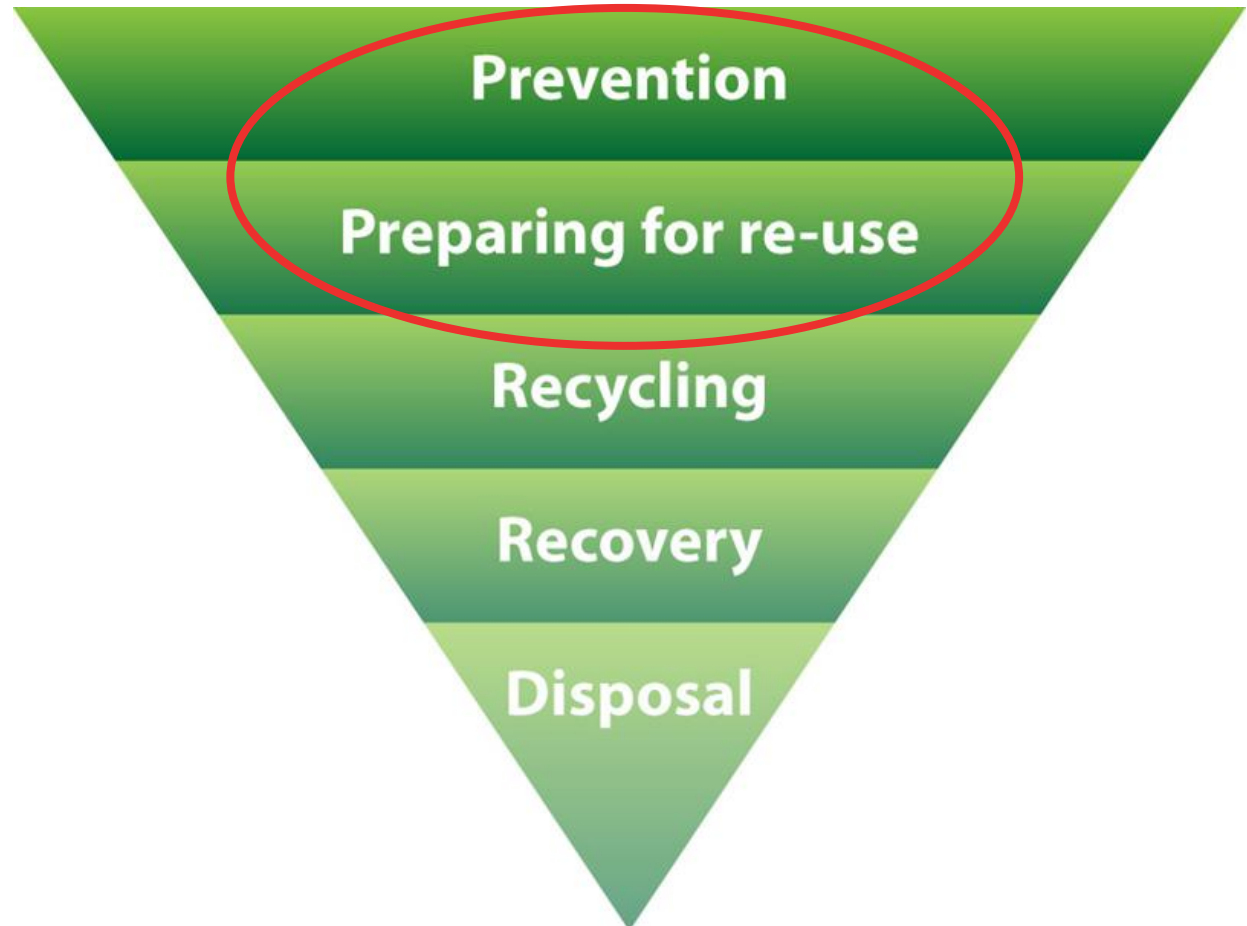 Prevention
Preparing for re-use
Recycling
Recovery
Disposal